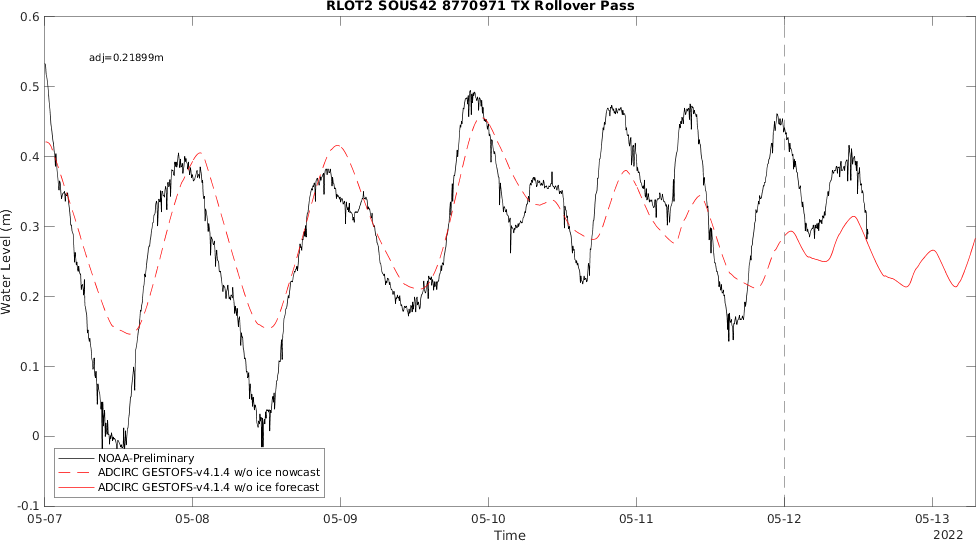 RLOT2 SOUS42 8770971 TX Rollover Pass
0.6
adj=0.21899m
0.5
0.4
0.3
0.2
0.1
0
-0.1
Water Level (m)
NOAA-Preliminary
ADCIRC GESTOFS-v4.1.4 w/o ice nowcast
ADCIRC GESTOFS-v4.1.4 w/o ice forecast
05-07 05-08 05-09 05-10 05-11 05-12 05-13
Time
2022